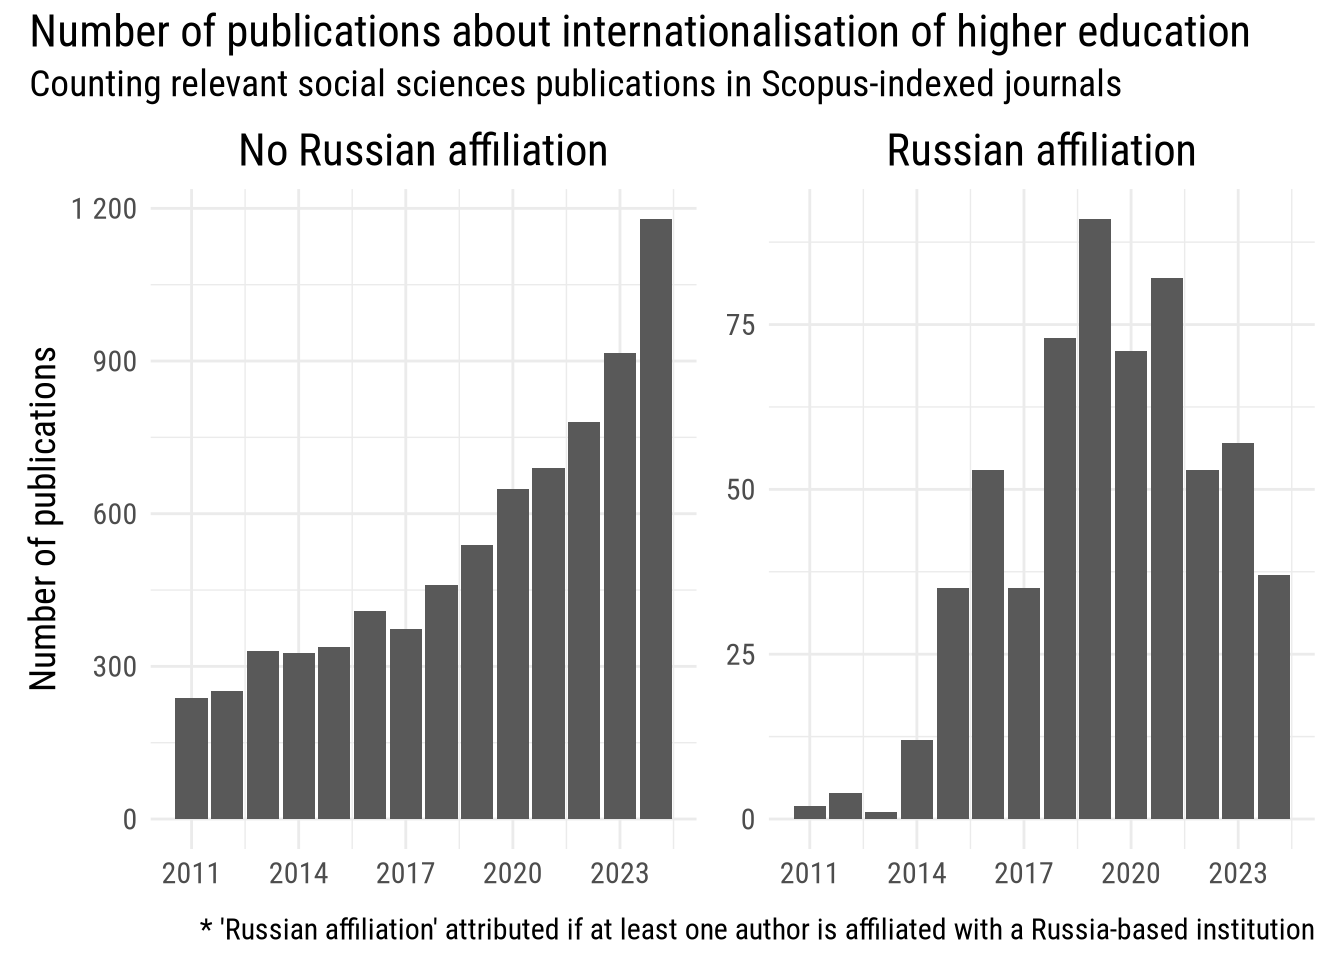 Number of publications about internationalisation of higher education
Counting relevant social sciences publications in Scopus-indexed journals
No Russian affiliation
Russian affiliation
Number of publications
1 200
900
600
300
0
2011 2014 2017 2020 2023
75
50
25
0
2011 2014 2017 2020 2023
* 'Russian affiliation' attributed if at least one author is affiliated with a Russia-based institution